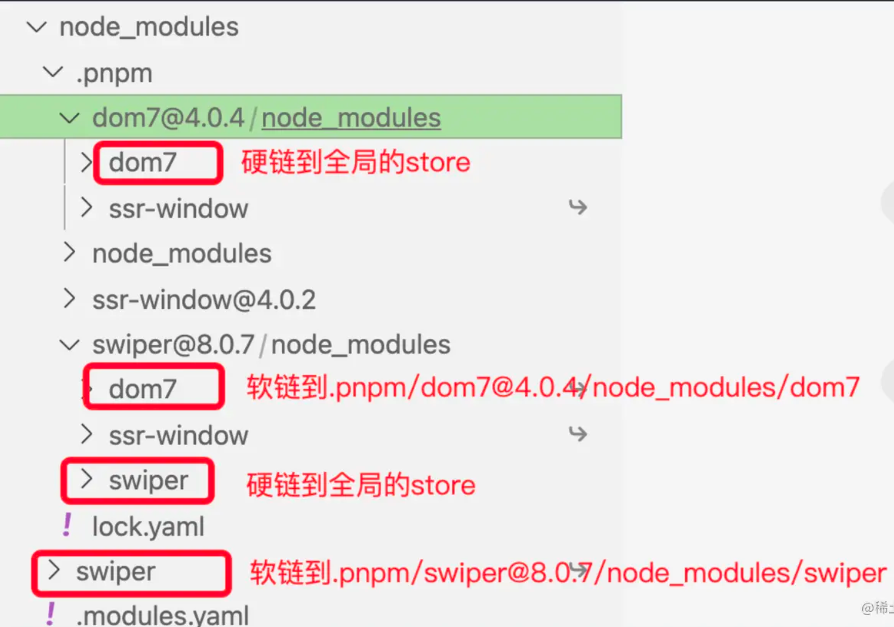 node_modules
.pnpm
dom7@4.0.4/node_modules
dom7 硬链到全局的store
ssr-window
node_modules
ssr-window@4.0.2
swiper@8.0.7/node_modules
dom7 软链到.pnpm/dom7@4.0.4/node_modules/dom7
ssr-window
swiper 硬链到全局的store
! lock.yaml
swiper 软链到.pnpm/swiper@8.0.7/node_modules/swiper
! .modules.yaml
@稀